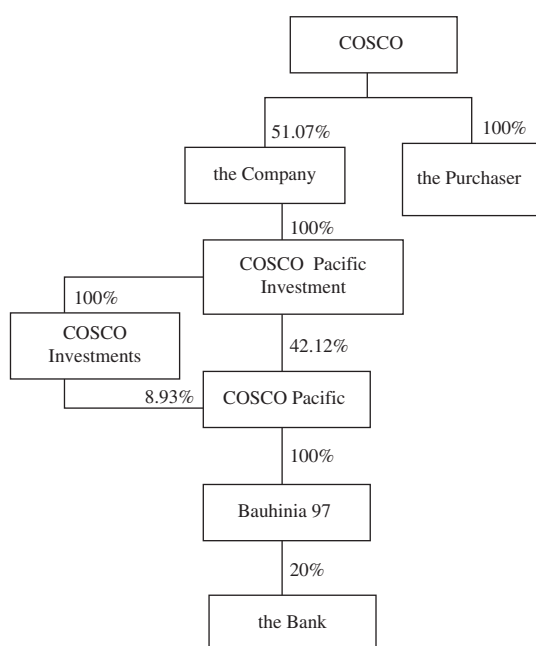 COSCO
51.07%
100%
the Company
the Purchaser
100%
COSCO Pacific
Investment
100%
COSCO
Investments
42.12%
8.93%
COSCO Pacific
100%
Bauhinia 97
20%
the Bank